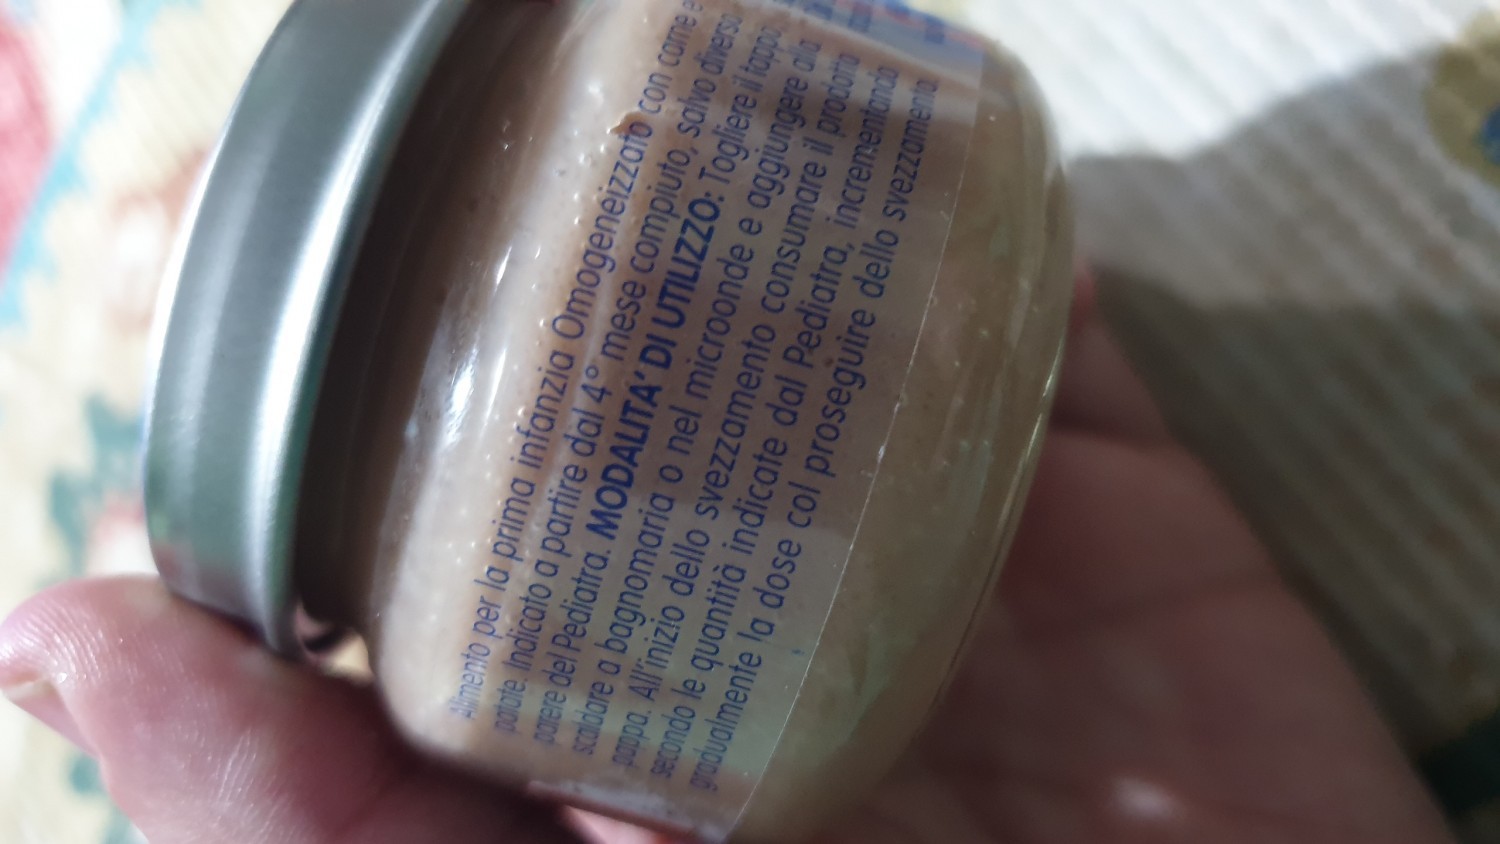 Alimento per la prima infanzia Omogeneizzato con carne e
patate. Indicato a partire dal 4° mese compiuto, salvo diverso
parere del Pediatra. MODALITA' DI UTILIZZO: Togliere il tappo,
scaldare a bagnomaria o nel microonde e aggiungere alla
pappa. All'inizio dello svezzamento consumare il prodotto
secondo le quantità indicate dal Pediatra, incrementando
gradualmente la dose col proseguire dello svezzamento.